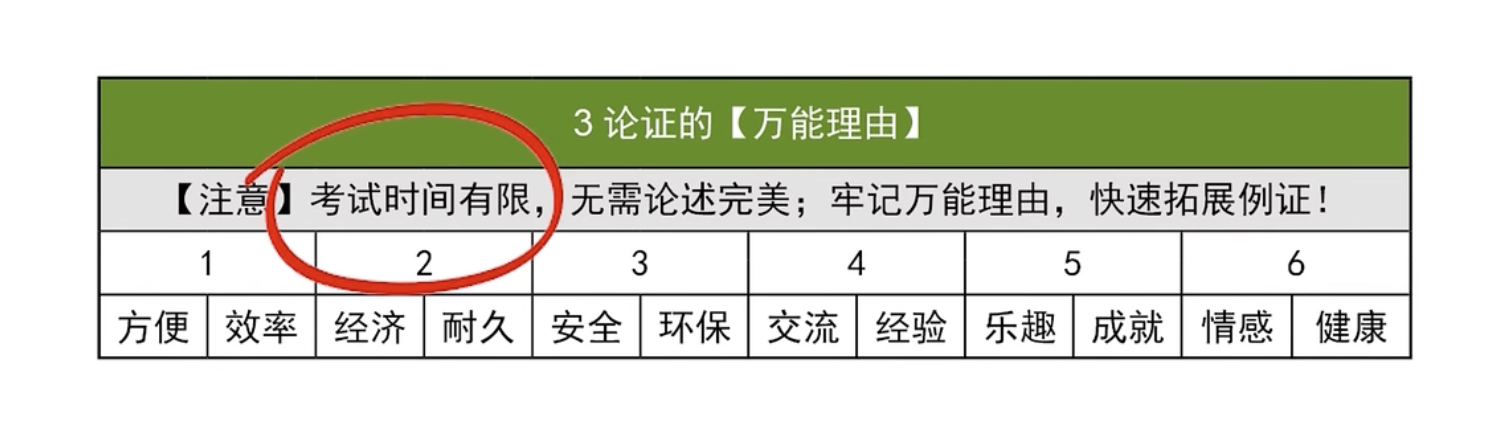 3 论证的【万能理由】
【注意】考试时间有限，无需论述完美；牢记万能理由，快速拓展例证！
1 2 3 4 5 6
方便 效率 经济 耐久 安全 环保 交流 经验 乐趣 成就 情感 健康